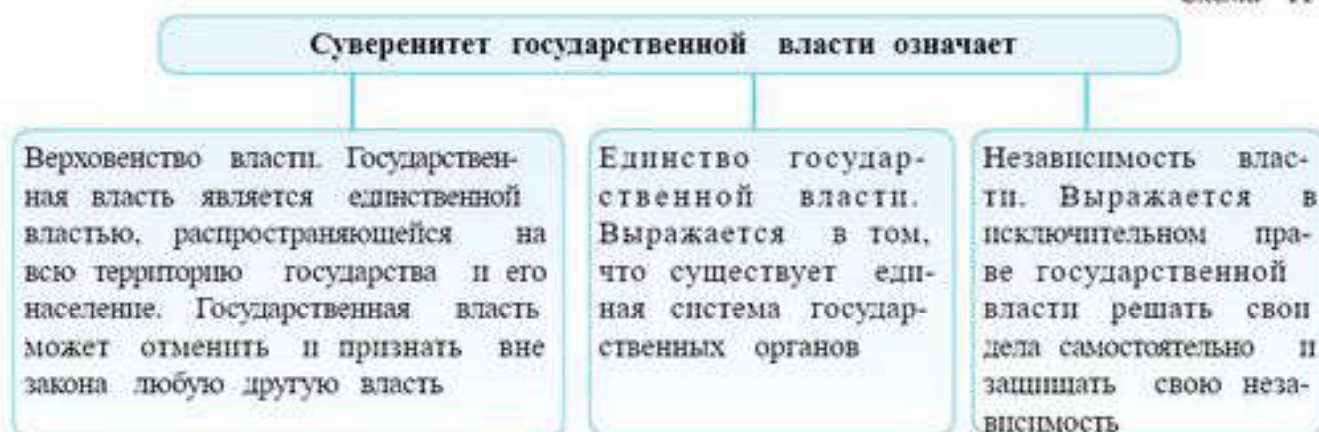 Суверенитет государственной власти означает
Верховенство власти. Государствен-
ная власть является единственной
властью, распространяющейся на
всю территорию государства и его
население. Государственная власть
может отменить и признать вне
закона любую другую власть
Единство государ-
ственной власти.
Выражается в том,
что существует еди-
ная система государ-
ственных органов
Независимость влас-
ти. Выражается в
исключительном пра-
ве государственной
власти решать свои
дела самостоятельно и
защищать свою неза-
висимость